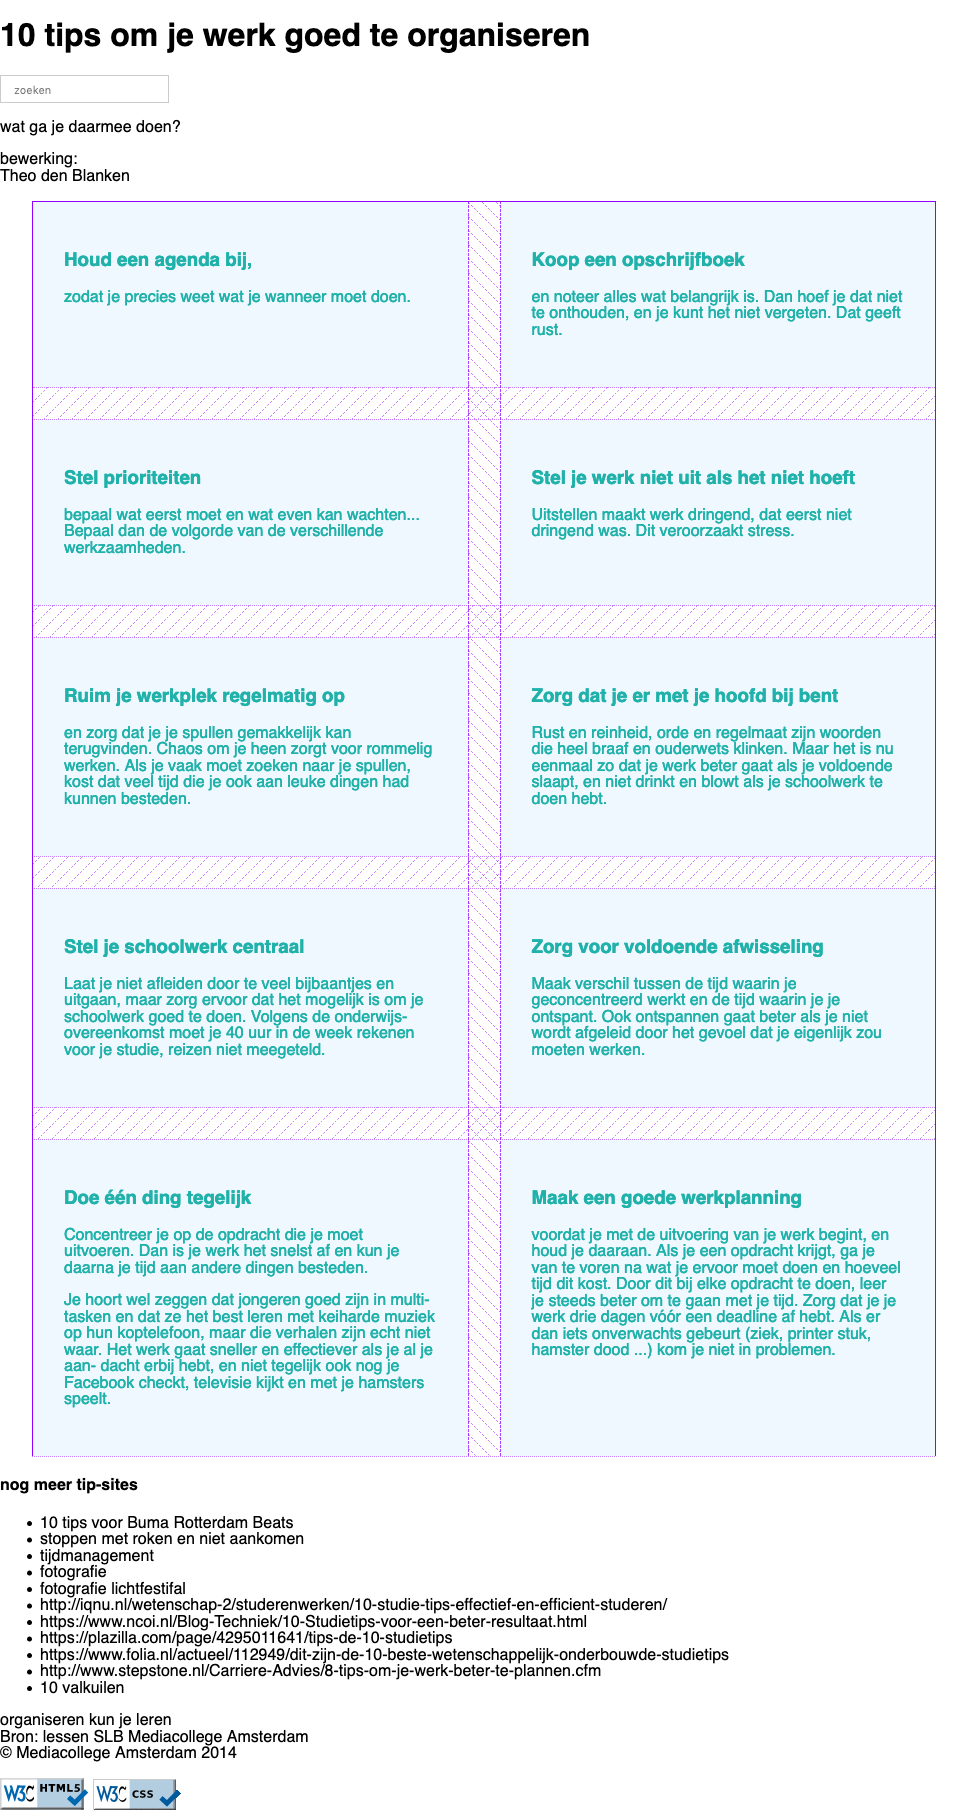 10 tips om je werk goed te organiseren
zoeken
wat ga je daarmee doen?
bewerking:
Theo den Blanken
Houd een agenda bij,
zodat je precies weet wat je wanneer moet doen.
Koop een opschrijfboek
en noteer alles wat belangrijk is. Dan hoef je dat niet
te onthouden, en je kunt het niet vergeten. Dat geeft
rust.
Stel prioriteiten
bepaal wat eerst moet en wat even kan wachten...
Bepaal dan de volgorde van de verschillende
werkzaamheden.
Stel je werk niet uit als het niet hoeft
Uitstellen maakt werk dringend, dat eerst niet
dringend was. Dit veroorzaakt stress.
Ruim je werkplek regelmatig op
en zorg dat je je spullen gemakkelijk kan
terugvinden. Chaos om je heen zorgt voor rommelig
werken. Als je vaak moet zoeken naar je spullen,
kost dat veel tijd die je ook aan leuke dingen had
kunnen besteden.
Zorg dat je er met je hoofd bij bent
Rust en reinheid, orde en regelmaat zijn woorden
die heel braaf en ouderwets klinken. Maar het is nu
eenmaal zo dat je werk beter gaat als je voldoende
slaapt, en niet drinkt en blowt als je schoolwerk te
doen hebt.
Stel je schoolwerk centraal
Laat je niet afleiden door te veel bijbaantjes en
uitgaan, maar zorg ervoor dat het mogelijk is om je
schoolwerk goed te doen. Volgens de onderwijs-
overeenkomst moet je 40 uur in de week rekenen
voor je studie, reizen niet meegeteld.
Zorg voor voldoende afwisseling
Maak verschil tussen de tijd waarin je
geconcentreerd werkt en de tijd waarin je je
ontspant. Ook ontspannen gaat beter als je niet
wordt afgeleid door het gevoel dat je eigenlijk zou
moeten werken.
Doe één ding tegelijk
Concentreer je op de opdracht die je moet
uitvoeren. Dan is je werk het snelst af en kun je
daarna je tijd aan andere dingen besteden.
Je hoort wel zeggen dat jongeren goed zijn in multi-
tasken en dat ze het best leren met keiharde muziek
op hun koptelefoon, maar die verhalen zijn echt niet
waar. Het werk gaat sneller en effectiever als je al je
aan- dacht erbij hebt, en niet tegelijk ook nog je
Facebook checkt, televisie kijkt en met je hamsters
speelt.
Maak een goede werkplanning
voordat je met de uitvoering van je werk begint, en
houd je daaraan. Als je een opdracht krijgt, ga je
van te voren na wat je ervoor moet doen en hoeveel
tijd dit kost. Door dit bij elke opdracht te doen, leer
je steeds beter om te gaan met je tijd. Zorg dat je je
werk drie dagen vóór een deadline af hebt. Als er
dan iets onverwachts gebeurt (ziek, printer stuk,
hamster dood ...) kom je niet in problemen.
nog meer tip-sites
• 10 tips voor Buma Rotterdam Beats
• stoppen met roken en niet aankomen
• tijdmanagement
• fotografie
• fotografie lichtfestifal
• http://iqnu.nl/wetenschap-2/studerenwerken/10-studie-tips-effectief-en-efficient-studeren/
• https://www.ncoi.nl/Blog-Techniek/10-Studietips-voor-een-beter-resultaat.html
• https://plazilla.com/page/4295011641/tips-de-10-studietips
• https://www.folia.nl/actueel/112949/dit-zijn-de-10-beste-wetenschappelijk-onderbouwde-studietips
• http://www.stepstone.nl/Carriere-Advies/8-tips-om-je-werk-beter-te-plannen.cfm
• 10 valkuilen
organiseren kun je leren
Bron: lessen SLB Mediacollege Amsterdam
© Mediacollege Amsterdam 2014
W3C HTML5 W3C CSS